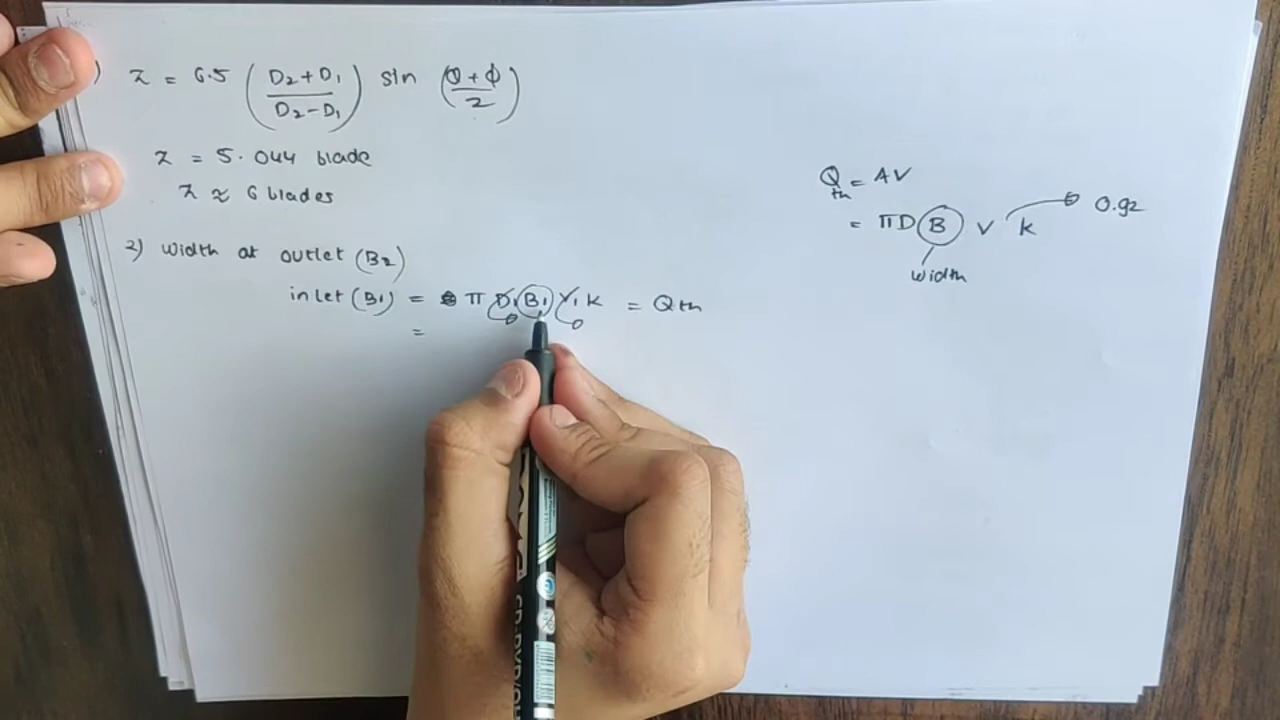 ) z = 6.5 ( D2+D1 / D2-D1 ) sin ( θ+ϕ / 2 )
z = 5.044 blade
z ≈ 6 blades
2) width at outlet (B2)
inlet (B1) = π D1 B1 V1 k = Qth
=
Qth = AV
= πD B V k → 0.92
width